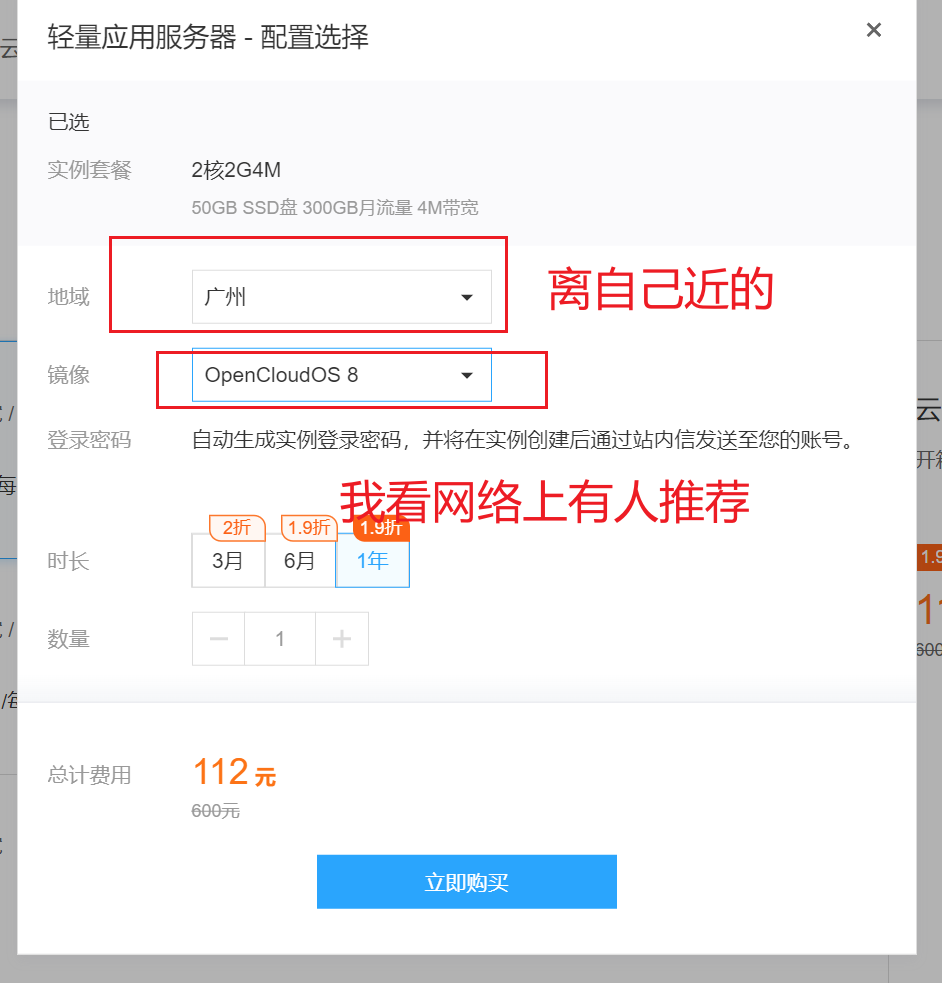 轻量应用服务器 - 配置选择
已选
实例套餐 2核2G4M
50GB SSD盘 300GB月流量 4M带宽
地域 广州 离自己近的
镜像 OpenCloudOS 8
登录密码 自动生成实例登录密码，并将在实例创建后通过站内信发送至您的账号。
我看网络上有人推荐
2折 1.9折 1.9折
时长 3月 6月 1年
数量 1
总计费用 112 元
600元
立即购买